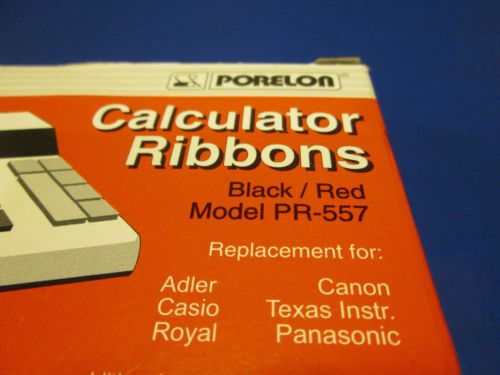 PORELON
Calculator
Ribbons
Black / Red
Model PR-557
Replacement for:
Adler Canon
Casio Texas Instr.
Royal Panasonic